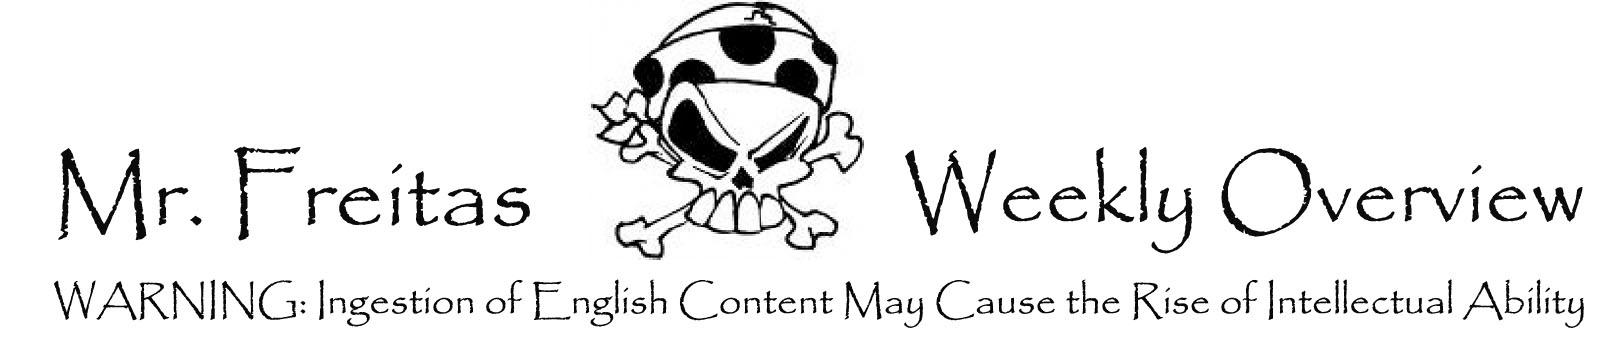 Mr. Freitas Weekly Overview
WARNING: Ingestion of English Content May Cause the Rise of Intellectual Ability